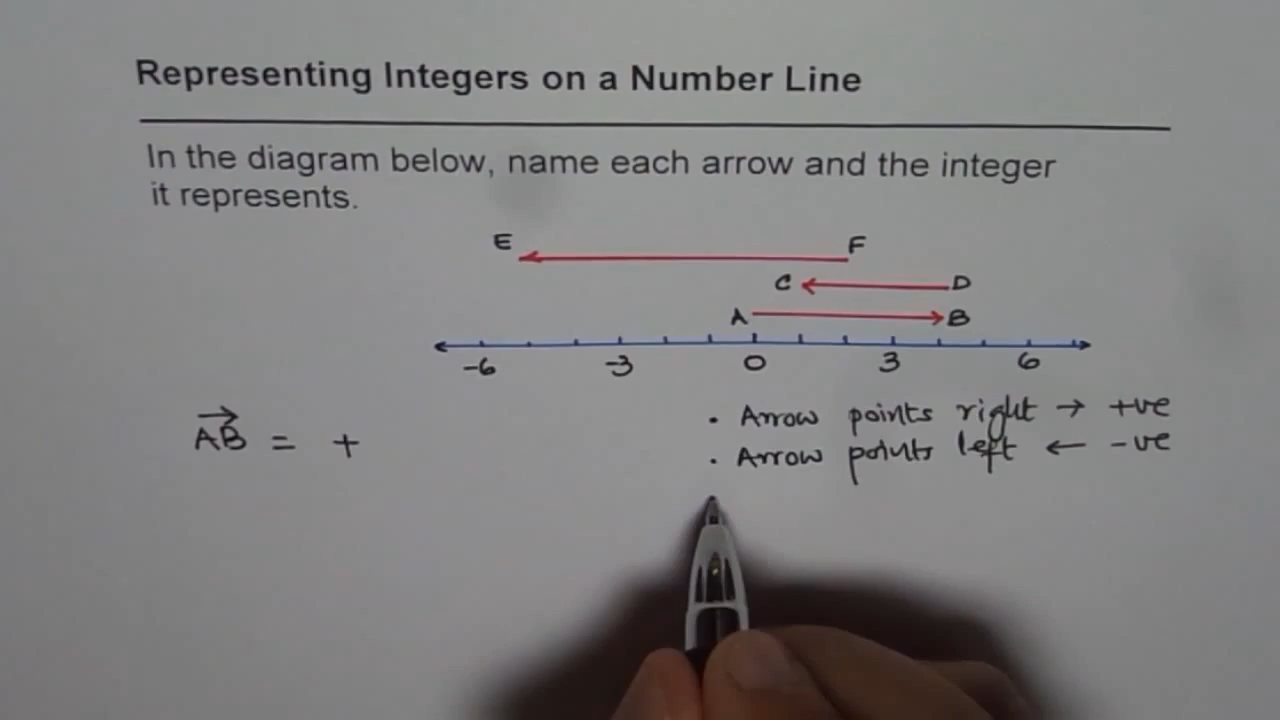 Representing Integers on a Number Line
In the diagram below, name each arrow and the integer
it represents.
E F
C D
A B
-6 -3 0 3 6
AB = +
. Arrow points right → +ve
. Arrow points left ← -ve